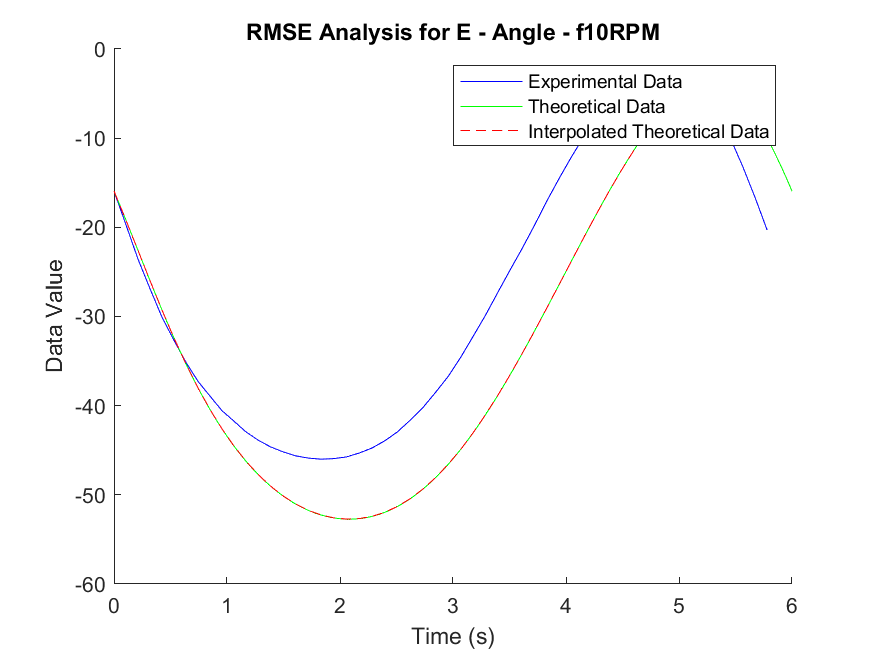 RMSE Analysis for E - Angle - f10RPM
Experimental Data
Theoretical Data
Interpolated Theoretical Data
0
-10
-20
-30
-40
-50
-60
Data Value
0 1 2 3 4 5 6
Time (s)